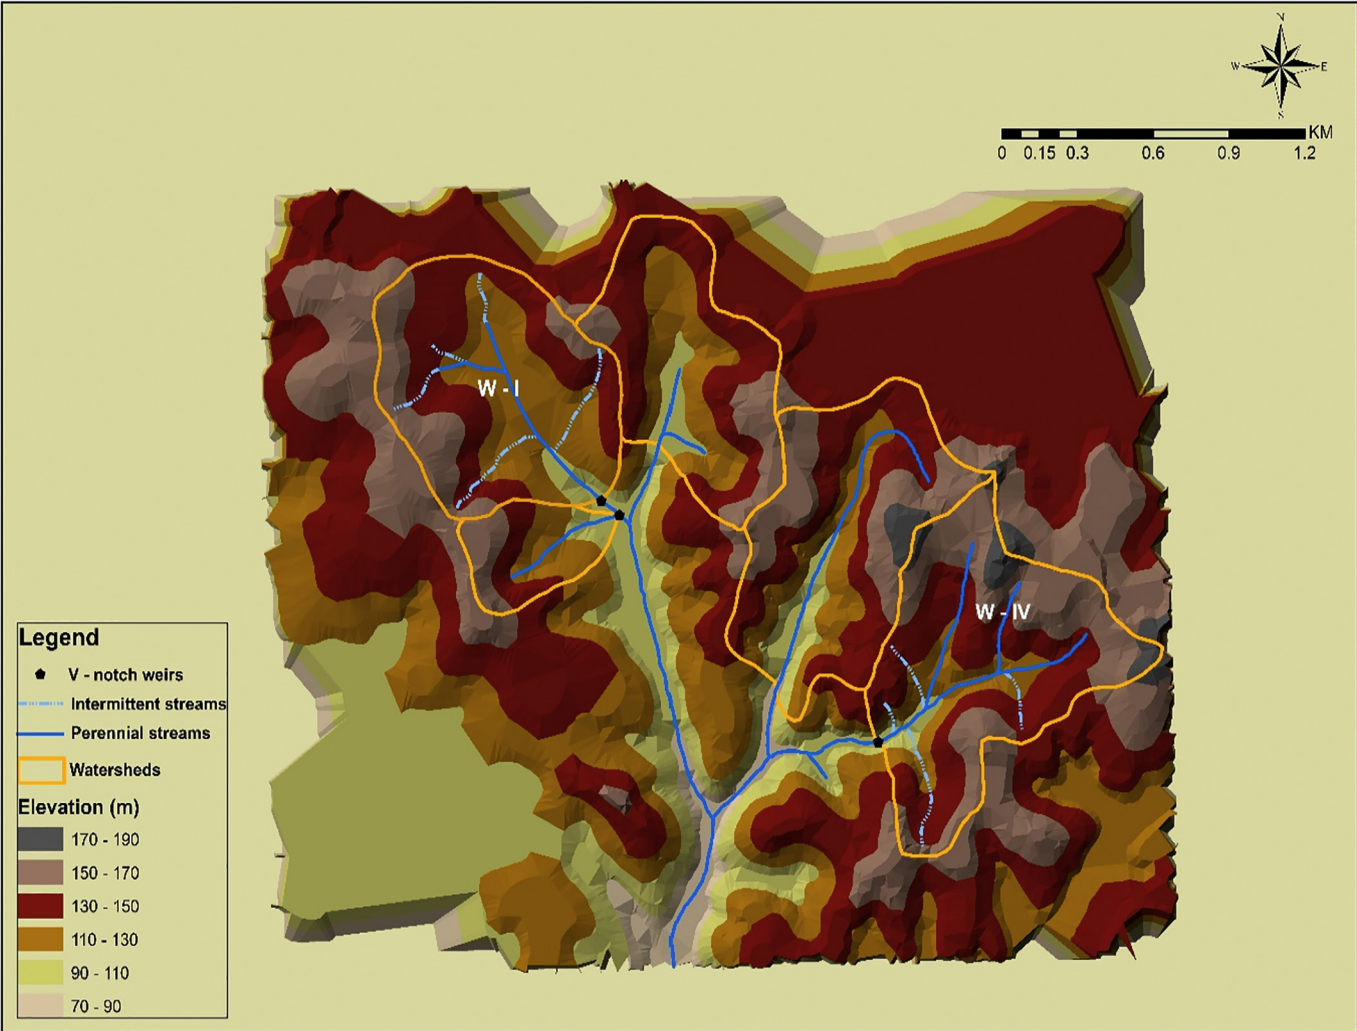 N
W E
S
KM
0 0.15 0.3 0.6 0.9 1.2
W - I
W - IV
Legend
V - notch weirs
Intermittent streams
Perennial streams
Watersheds
Elevation (m)
170 - 190
150 - 170
130 - 150
110 - 130
90 - 110
70 - 90